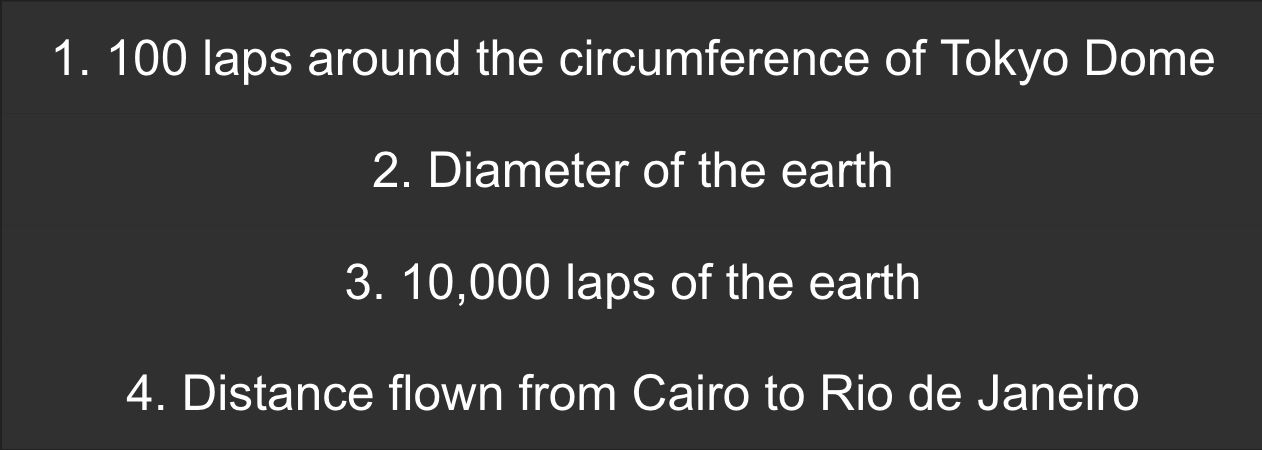 1. 100 laps around the circumference of Tokyo Dome
2. Diameter of the earth
3. 10,000 laps of the earth
4. Distance flown from Cairo to Rio de Janeiro